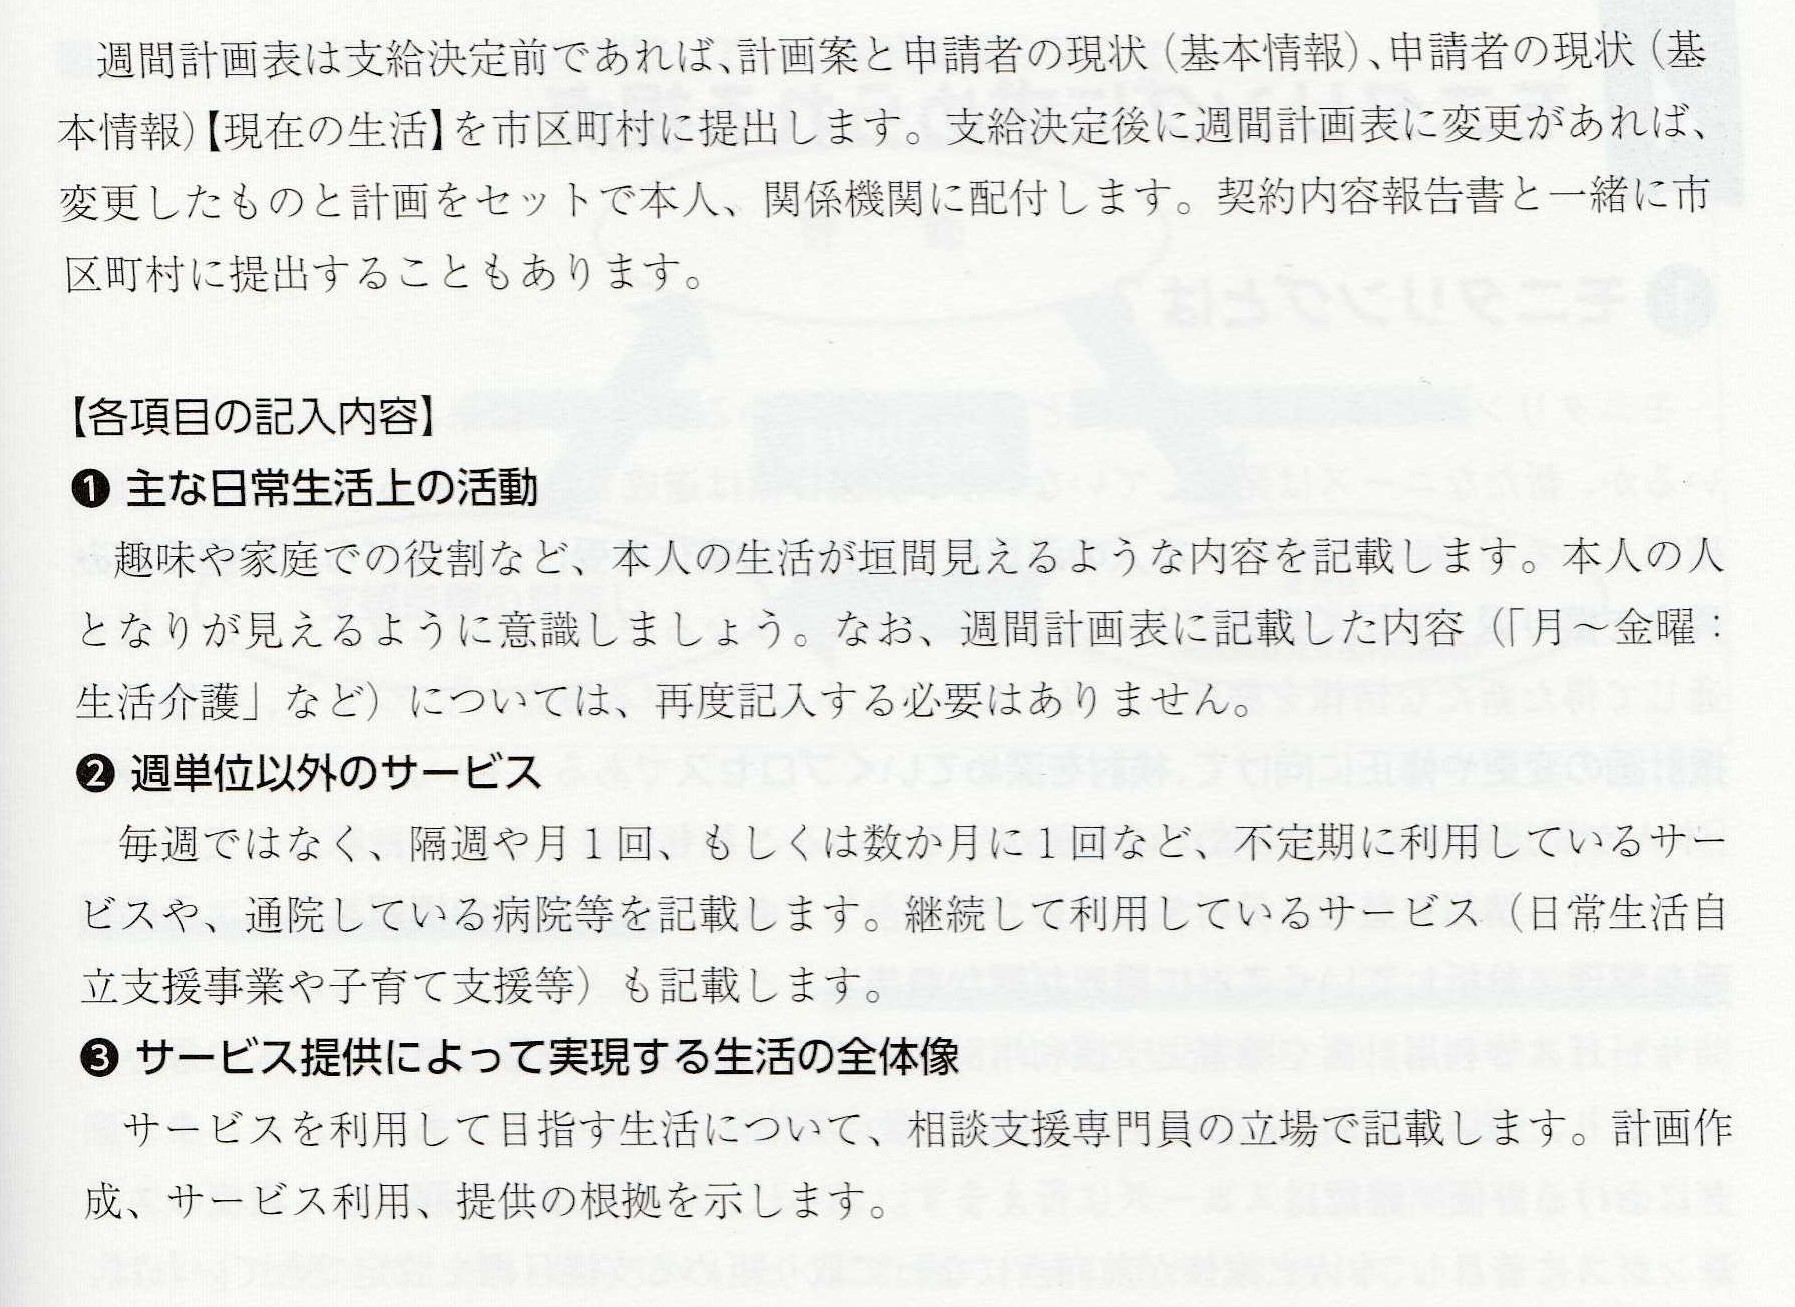 週間計画表は支給決定前であれば、計画案と申請者の現状（基本情報）、申請者の現状（基
本情報）【現在の生活】を市区町村に提出します。支給決定後に週間計画表に変更があれば、
変更したものと計画をセットで本人、関係機関に配付します。契約内容報告書と一緒に市
区町村に提出することもあります。
【各項目の記入内容】
❶ 主な日常生活上の活動
趣味や家庭での役割など、本人の生活が垣間見えるような内容を記載します。本人の人
となりが見えるように意識しましょう。なお、週間計画表に記載した内容（「月～金曜：
生活介護」など）については、再度記入する必要はありません。
❷ 週単位以外のサービス
毎週ではなく、隔週や月１回、もしくは数か月に１回など、不定期に利用しているサー
ビスや、通院している病院等を記載します。継続して利用しているサービス（日常生活自
立支援事業や子育て支援等）も記載します。
❸ サービス提供によって実現する生活の全体像
サービスを利用して目指す生活について、相談支援専門員の立場で記載します。計画作
成、サービス利用、提供の根拠を示します。